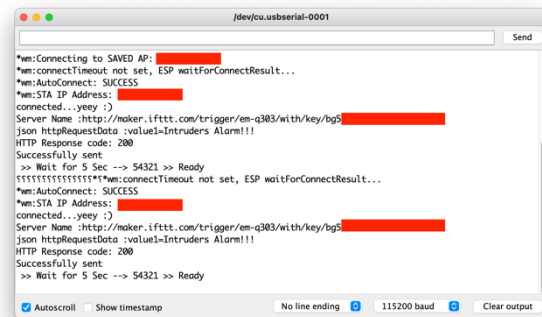 /dev/cu.usbserial-0001
Send
*wm:Connecting to SAVED AP:
*wm:connectTimeout not set, ESP waitForConnectResult...
*wm:AutoConnect: SUCCESS
*wm:STA IP Address:
connected...yeey :)
Server Name :http://maker.ifttt.com/trigger/em-q303/with/key/bg5
json httpRequestData :value1=Intruders Alarm!!!
HTTP Response code: 200
Successfully sent
>> Wait for 5 Sec --> 54321 >> Ready
⸮⸮⸮⸮⸮⸮⸮⸮⸮⸮⸮⸮⸮⸮⸮*⸮*wm:connectTimeout not set, ESP waitForConnectResult...
*wm:AutoConnect: SUCCESS
*wm:STA IP Address:
connected...yeey :)
Server Name :http://maker.ifttt.com/trigger/em-q303/with/key/bg5
json httpRequestData :value1=Intruders Alarm!!!
HTTP Response code: 200
Successfully sent
>> Wait for 5 Sec --> 54321 >> Ready
Autoscroll Show timestamp No line ending 115200 baud Clear output